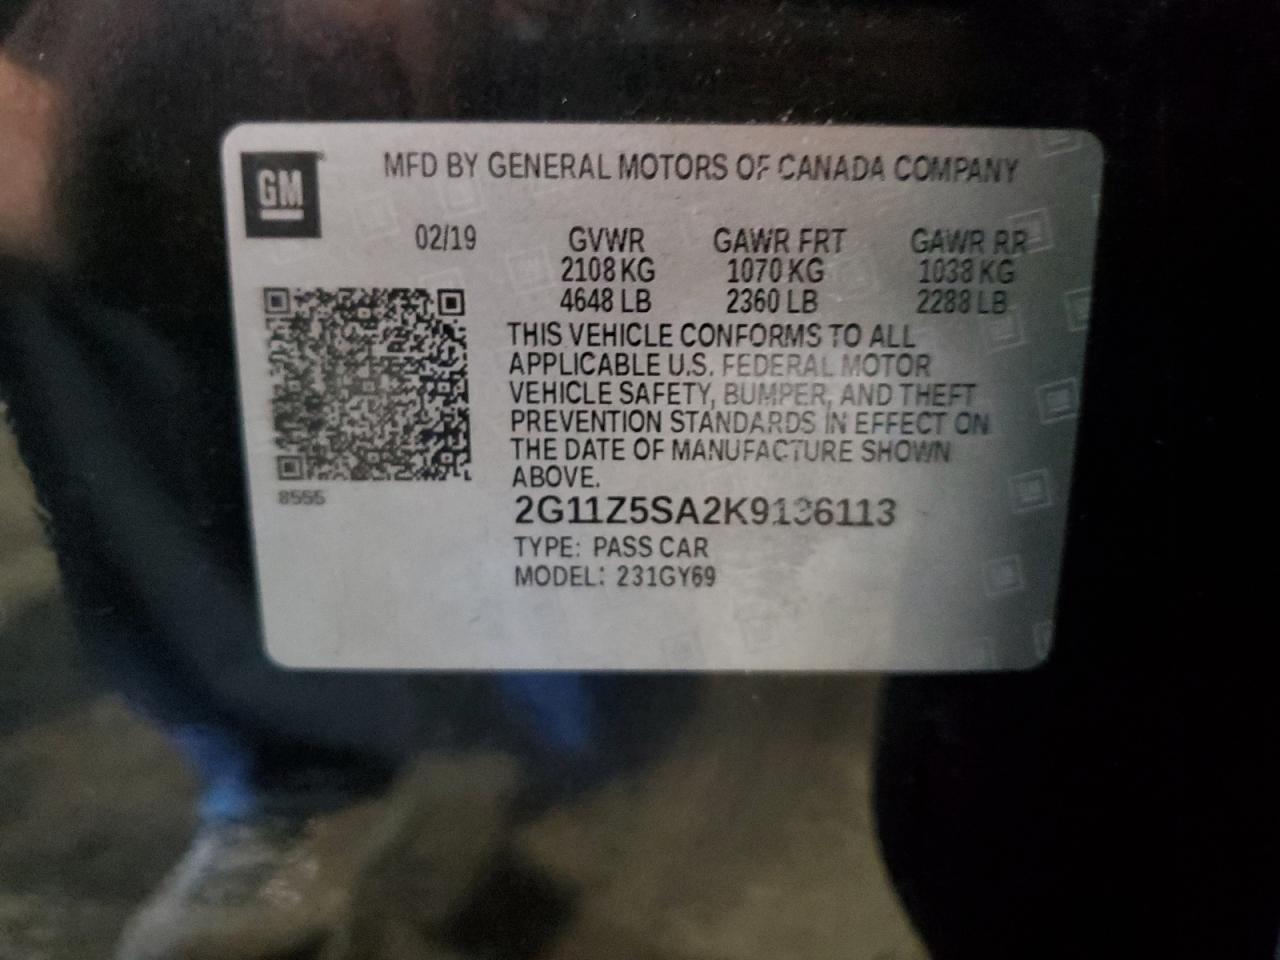 GM
MFD BY GENERAL MOTORS OF CANADA COMPANY
02/19 GVWR GAWR FRT GAWR RR
2108 KG 1070 KG 1038 KG
4648 LB 2360 LB 2288 LB
THIS VEHICLE CONFORMS TO ALL
APPLICABLE U.S. FEDERAL MOTOR
VEHICLE SAFETY, BUMPER, AND THEFT
PREVENTION STANDARDS IN EFFECT ON
THE DATE OF MANUFACTURE SHOWN
ABOVE.
8555
2G11Z5SA2K9136113
TYPE: PASS CAR
MODEL: 231GY69